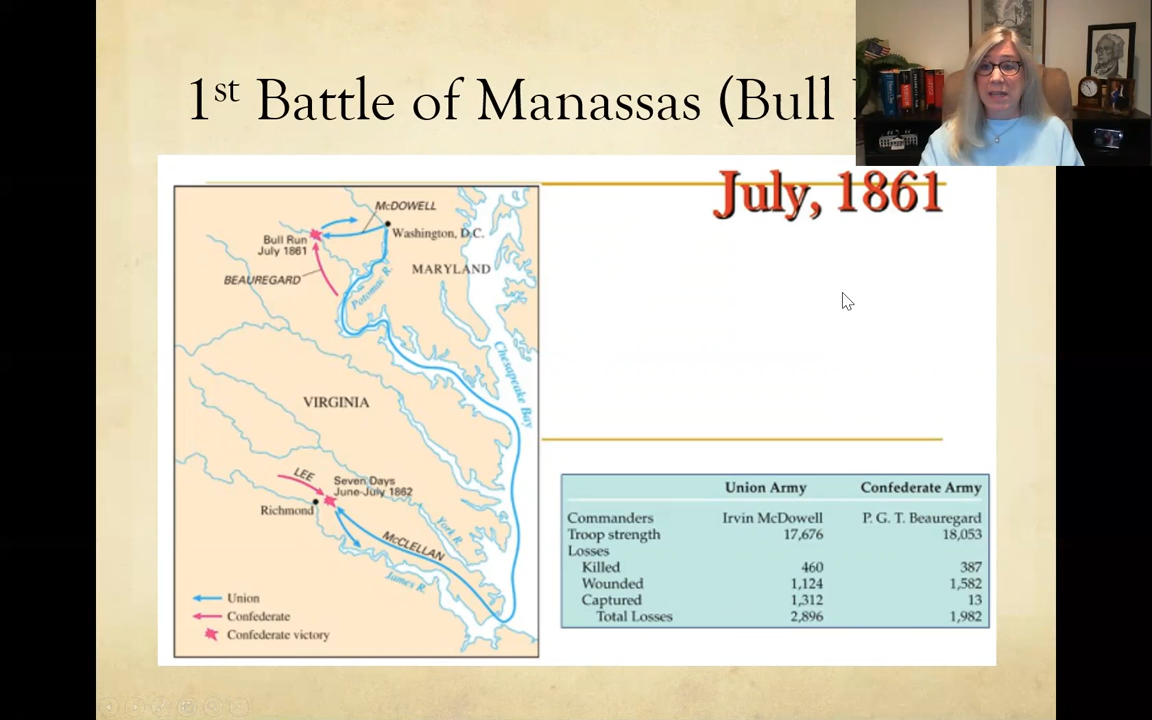 1st Battle of Manassas (Bull
July, 1861
McDOWELL
Washington, D.C.
Bull Run
July 1861
MARYLAND
BEAUREGARD
Potomac R.
Chesapeake Bay
VIRGINIA
LEE
Seven Days
June-July 1862
Richmond
York R.
McCLELLAN
James R.
Union
Confederate
Confederate victory
Union Army Confederate Army
Commanders Irvin McDowell P. G. T. Beauregard
Troop strength 17,676 18,053
Losses
Killed 460 387
Wounded 1,124 1,582
Captured 1,312 13
Total Losses 2,896 1,982